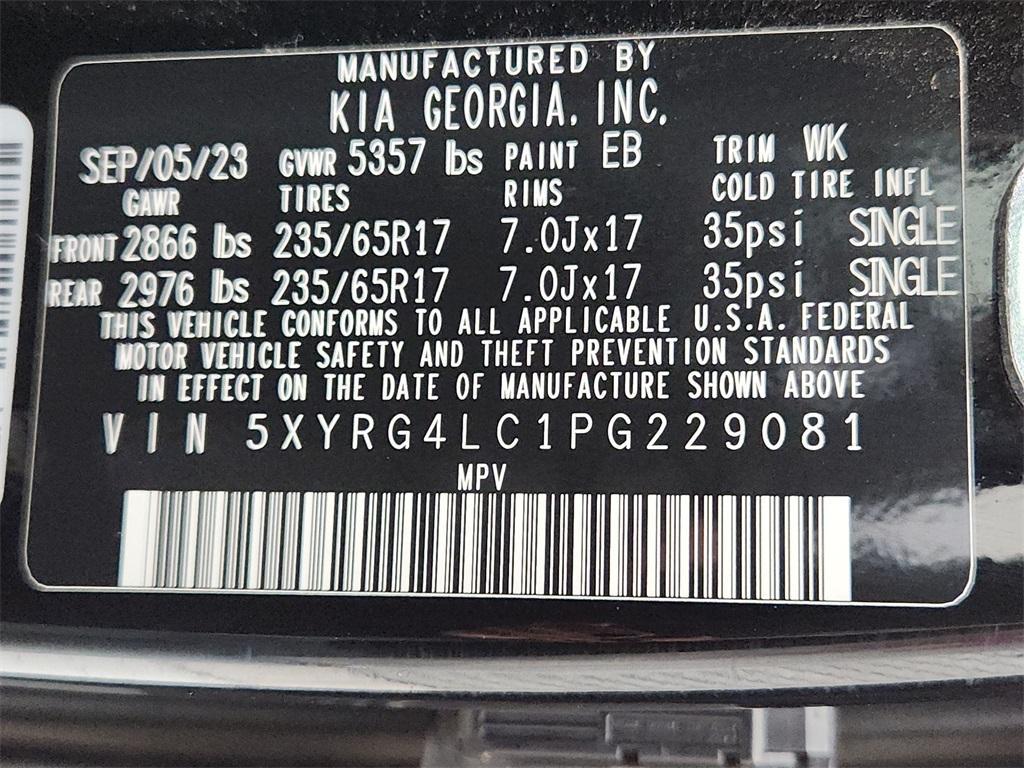 MANUFACTURED BY
KIA GEORGIA, INC.
SEP/05/23 GVWR 5357 lbs PAINT EB TRIM WK
GAWR TIRES RIMS COLD TIRE INFL
FRONT 2866 lbs 235/65R17 7.0Jx17 35psi SINGLE
REAR 2976 lbs 235/65R17 7.0Jx17 35psi SINGLE
THIS VEHICLE CONFORMS TO ALL APPLICABLE U.S.A. FEDERAL
MOTOR VEHICLE SAFETY AND THEFT PREVENTION STANDARDS
IN EFFECT ON THE DATE OF MANUFACTURE SHOWN ABOVE
VIN 5XYRG4LC1PG229081
MPV